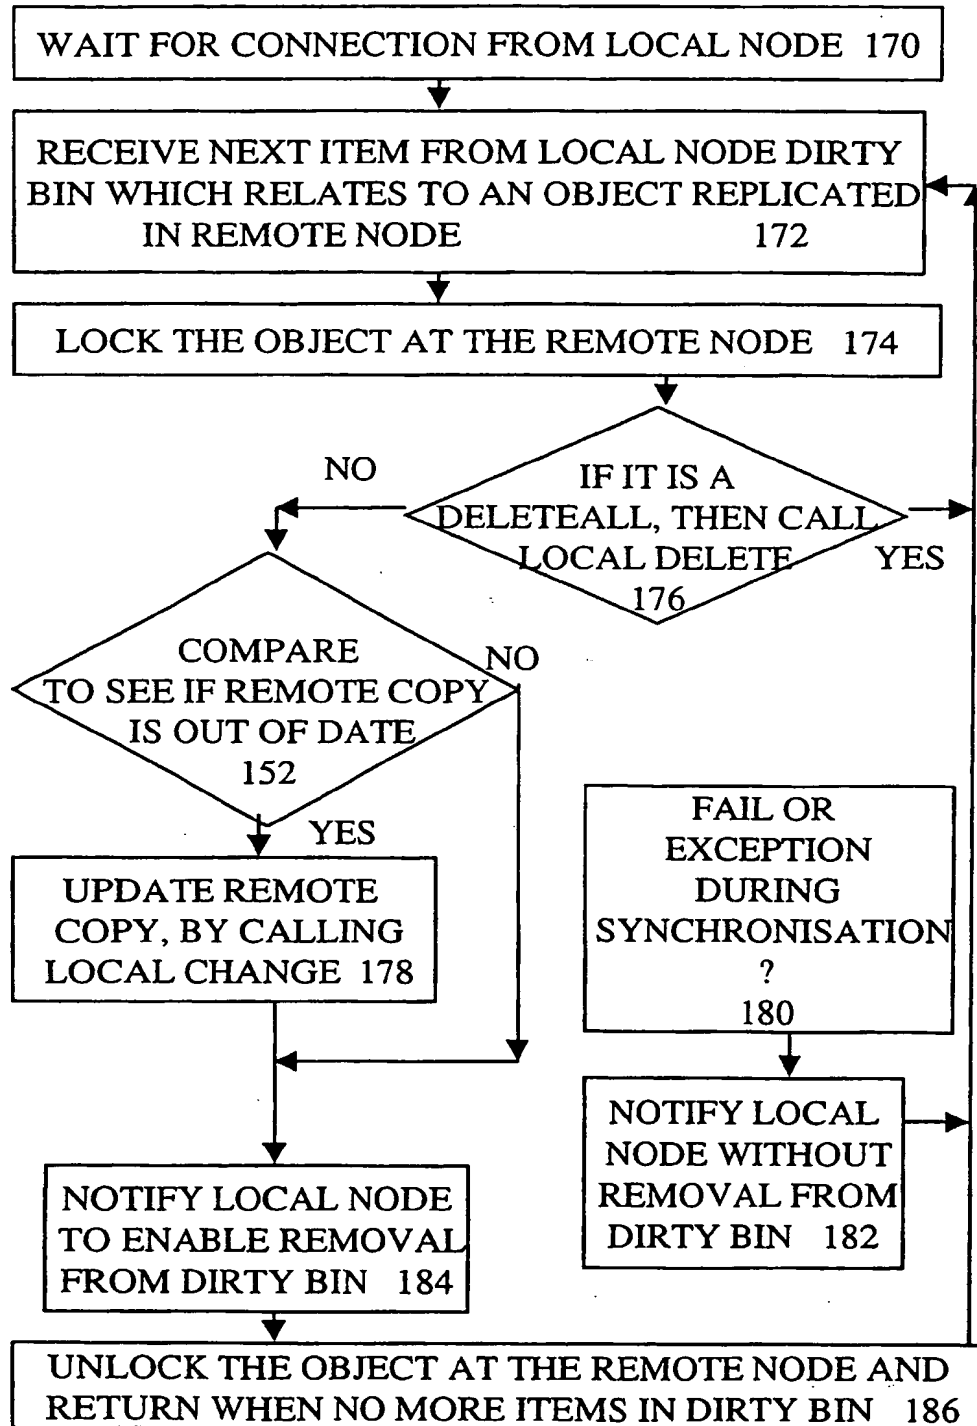 WAIT FOR CONNECTION FROM LOCAL NODE 170
RECEIVE NEXT ITEM FROM LOCAL NODE DIRTY
BIN WHICH RELATES TO AN OBJECT REPLICATED
IN REMOTE NODE 172
LOCK THE OBJECT AT THE REMOTE NODE 174
NO
IF IT IS A
DELETEALL, THEN CALL
LOCAL DELETE
176
YES
COMPARE
TO SEE IF REMOTE COPY
IS OUT OF DATE
152
NO
YES
UPDATE REMOTE
COPY, BY CALLING
LOCAL CHANGE 178
FAIL OR
EXCEPTION
DURING
SYNCHRONISATION
?
180
NOTIFY LOCAL
NODE WITHOUT
REMOVAL FROM
DIRTY BIN 182
NOTIFY LOCAL NODE
TO ENABLE REMOVAL
FROM DIRTY BIN 184
UNLOCK THE OBJECT AT THE REMOTE NODE AND
RETURN WHEN NO MORE ITEMS IN DIRTY BIN 186